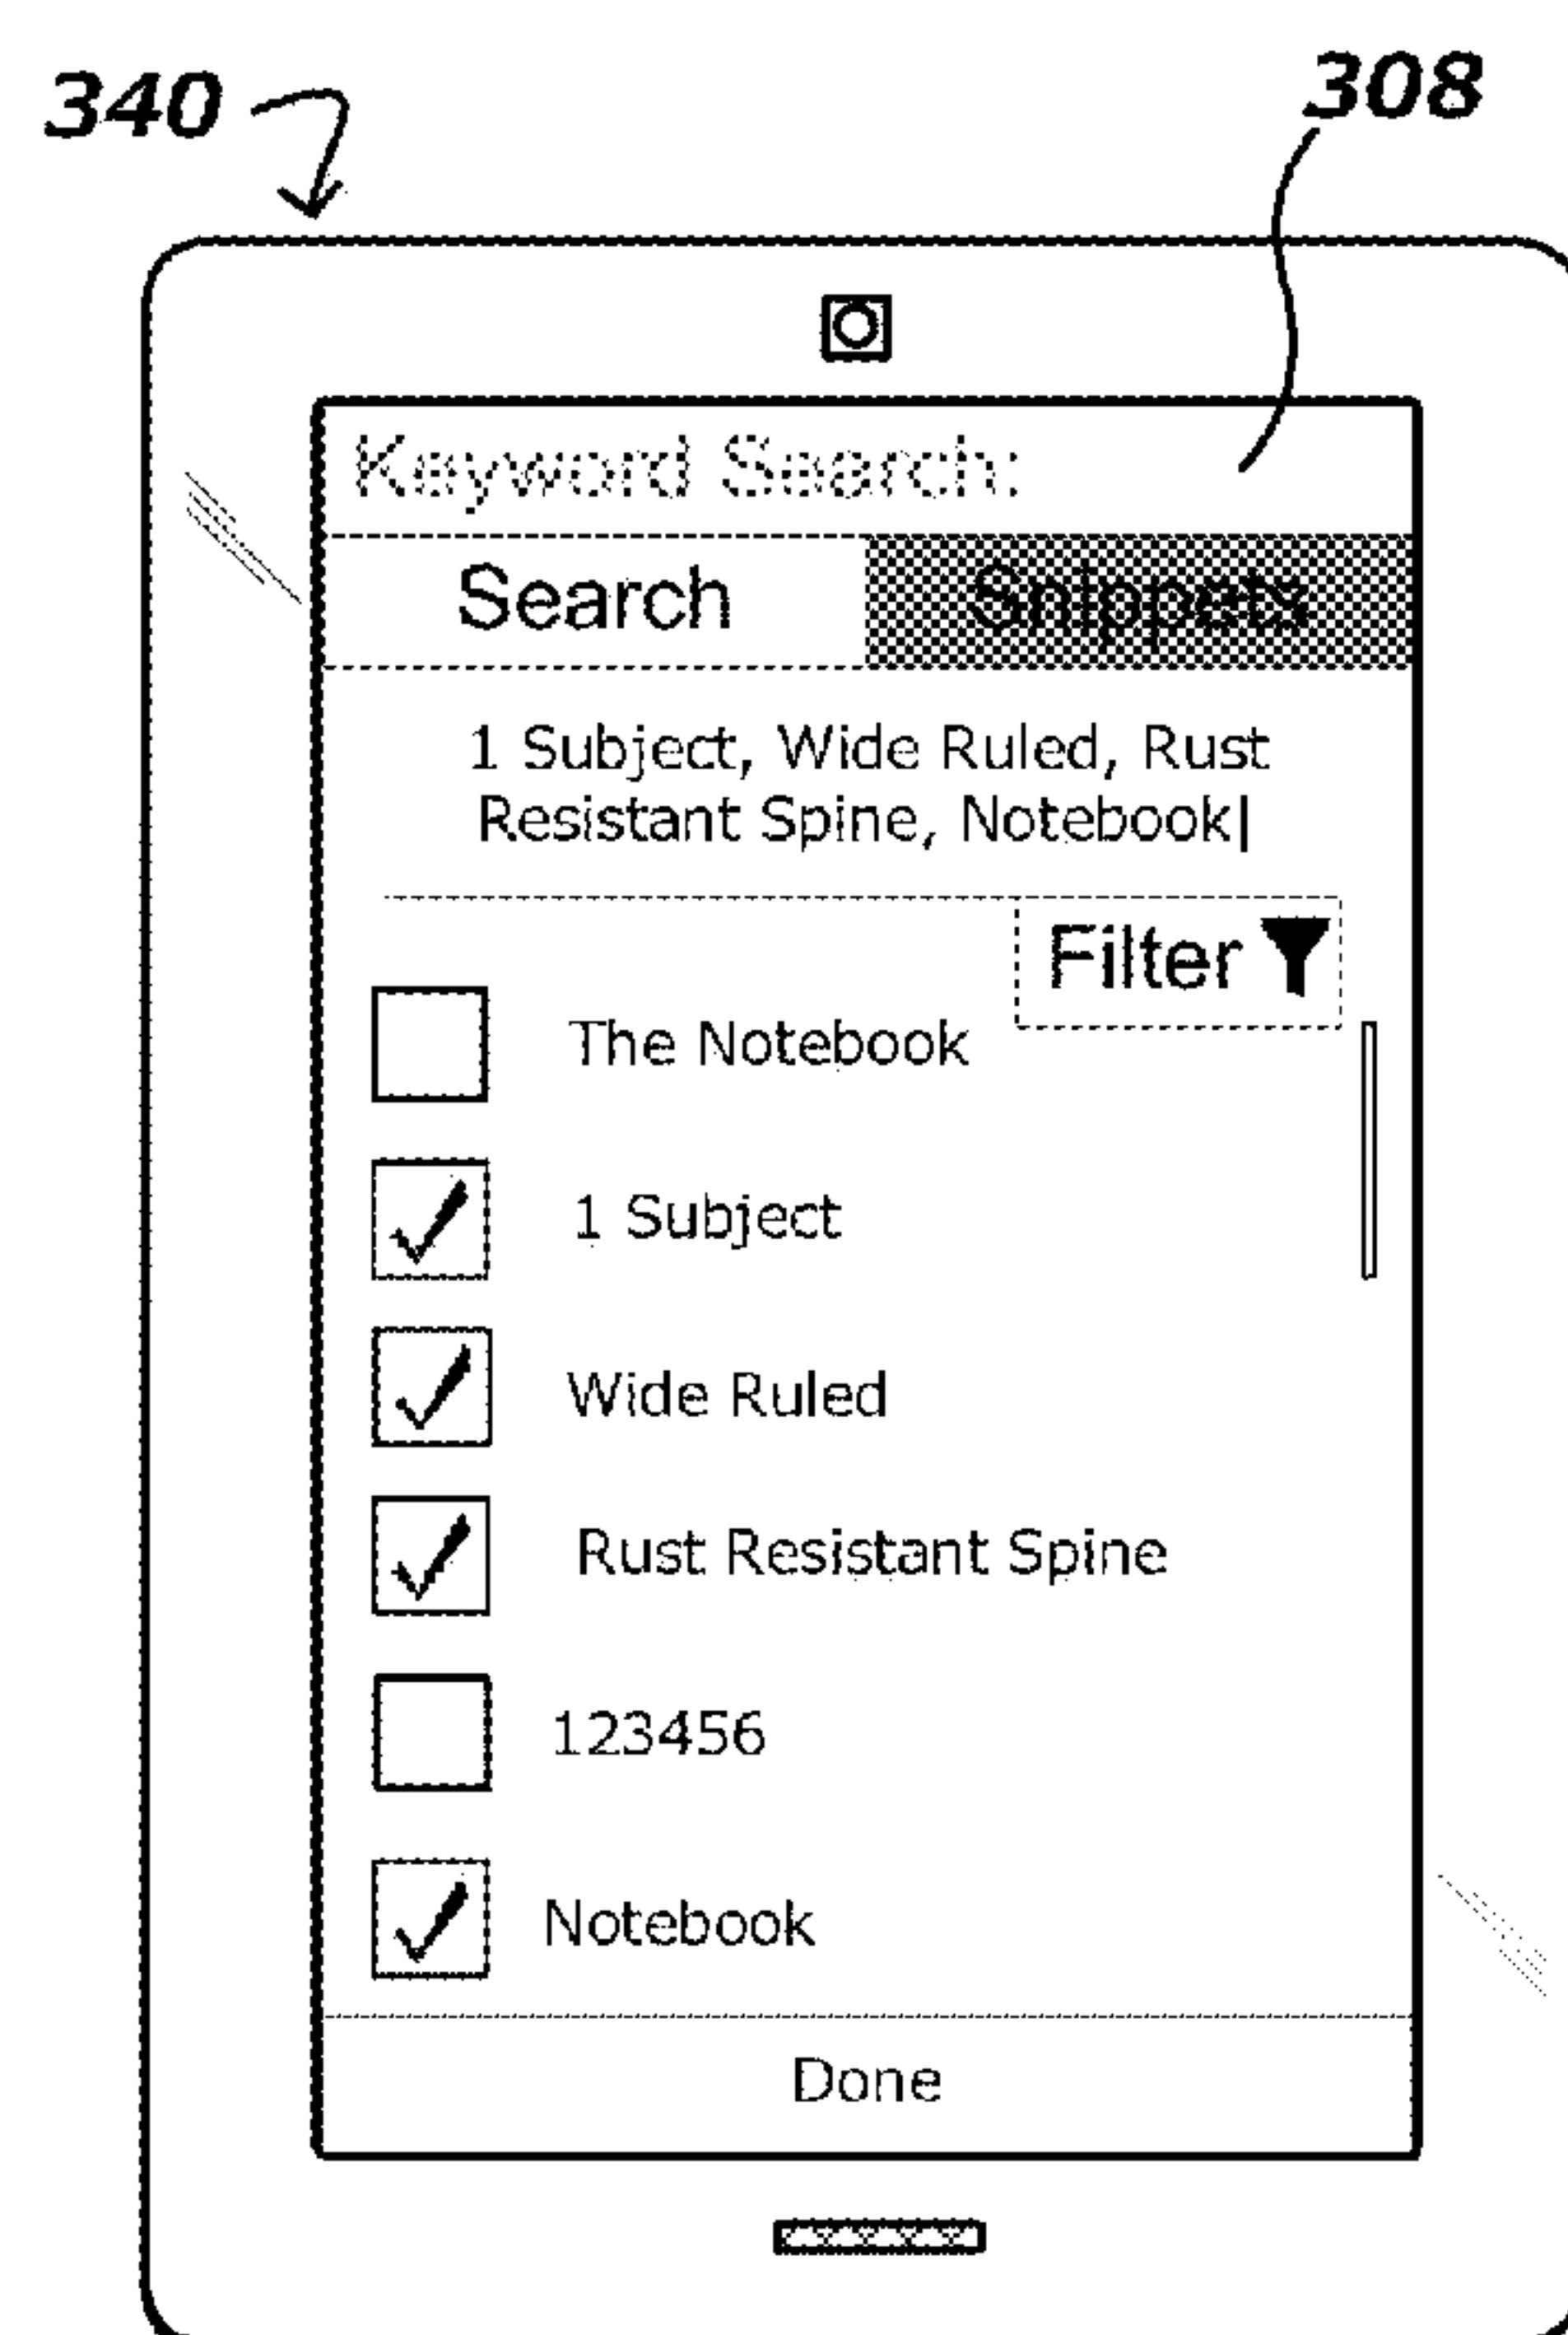 340
308
Keyword Search:
Search Snippets
1 Subject, Wide Ruled, Rust
Resistant Spine, Notebook|
Filter
The Notebook
1 Subject
Wide Ruled
Rust Resistant Spine
123456
Notebook
Done